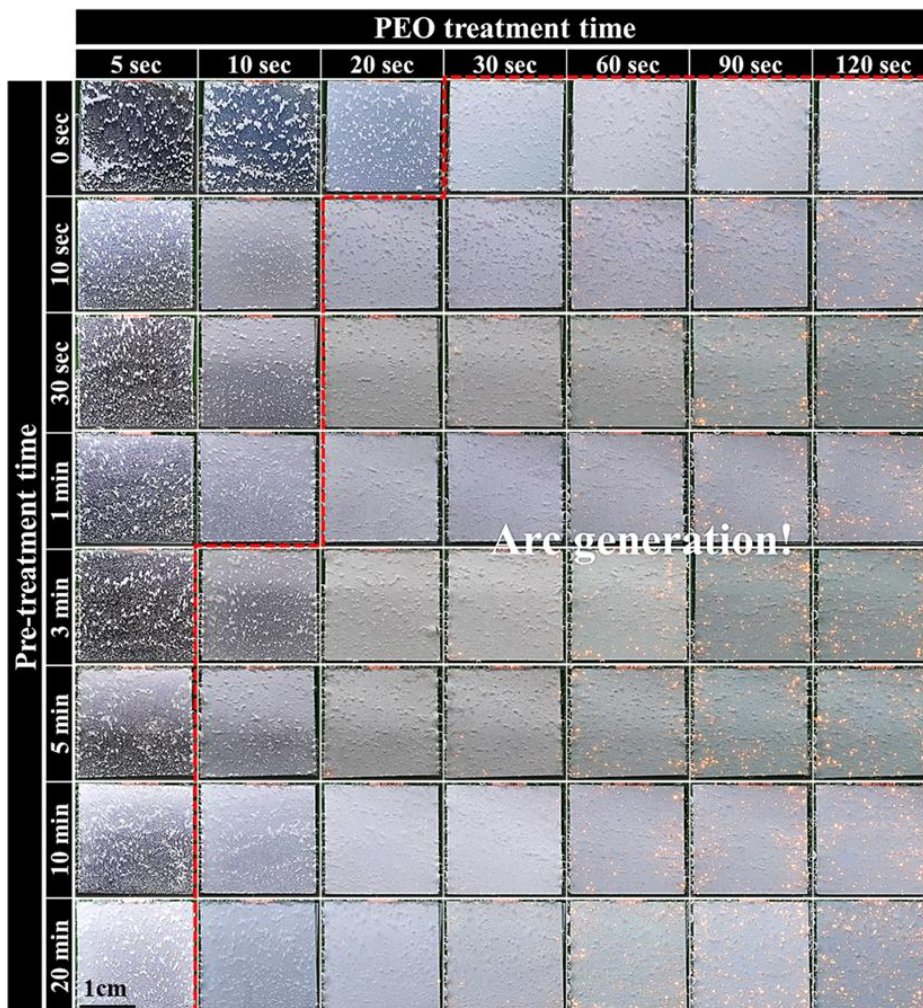 PEO treatment time
5 sec 10 sec 20 sec 30 sec 60 sec 90 sec 120 sec
Pre-treatment time
0 sec
10 sec
30 sec
1 min
Arc generation!
3 min
5 min
10 min
20 min
1cm